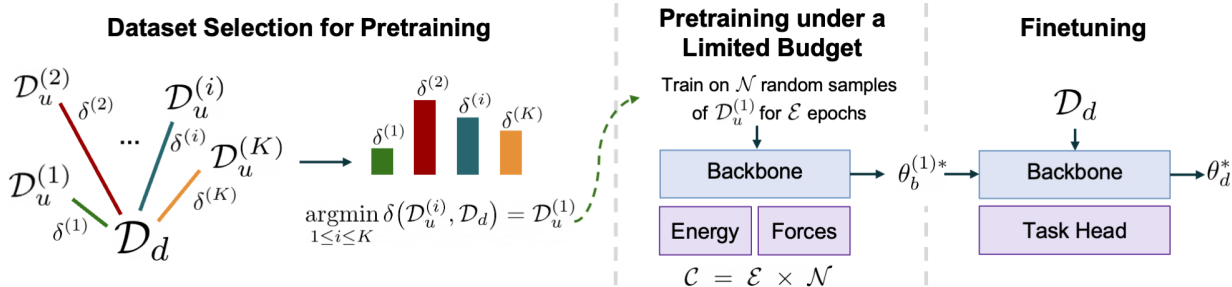 Dataset Selection for Pretraining
𝒟_u^{(2)}
δ^{(2)}
𝒟_u^{(i)}
...
δ^{(i)}
𝒟_u^{(K)}
𝒟_u^{(1)}
δ^{(K)}
δ^{(1)}
𝒟_d
δ^{(1)}
δ^{(2)}
δ^{(i)}
δ^{(K)}
argmin δ(𝒟_u^{(i)}, 𝒟_d) = 𝒟_u^{(1)}
1≤i≤K
Pretraining under a
Limited Budget
Train on 𝒩 random samples
of 𝒟_u^{(1)} for ℰ epochs
Backbone
Energy
Forces
𝒞 = ℰ × 𝒩
θ_b^{(1)*}
Finetuning
𝒟_d
Backbone
Task Head
θ_d^*